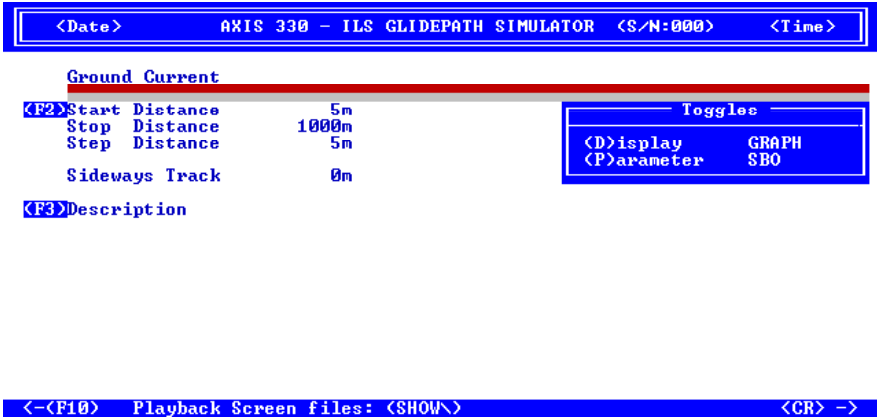 <Date> AXIS 330 - ILS GLIDEPATH SIMULATOR (S/N:000) <Time>
Ground Current
(F2)Start Distance 5m
Stop Distance 1000m
Step Distance 5m
Sideways Track 0m
(F3)Description
Toggles
(D)isplay GRAPH
(P)arameter SBO
<-(F10) Playback Screen files: (SHOW\) <CR> ->